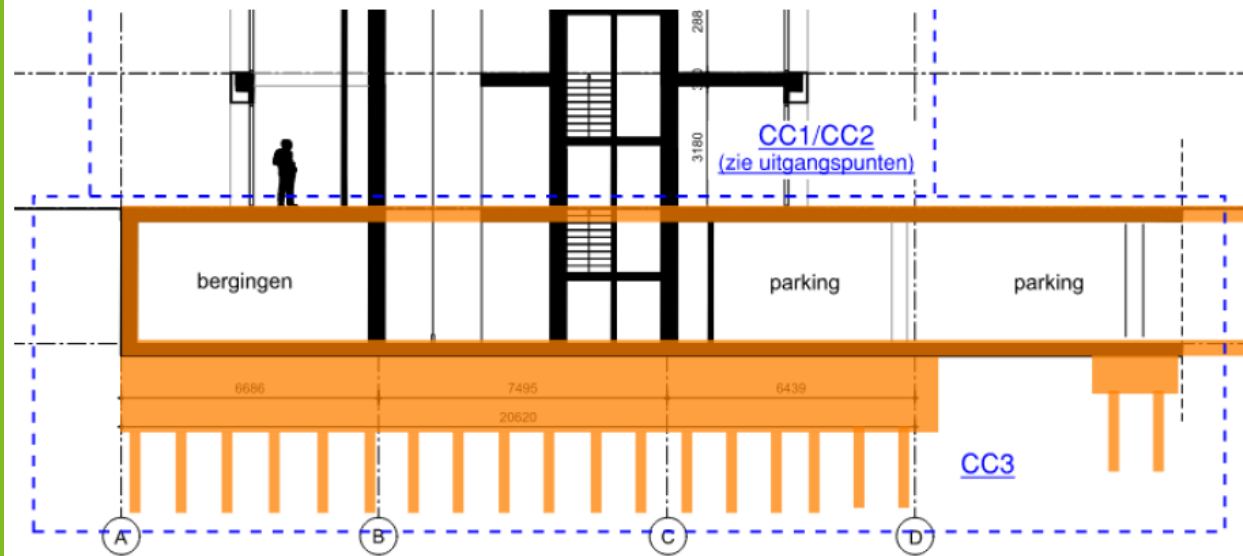 288
3180
CC1/CC2
(zie uitgangspunten)
bergingen
parking
parking
6686
7495
6439
20620
CC3
A
B
C
D